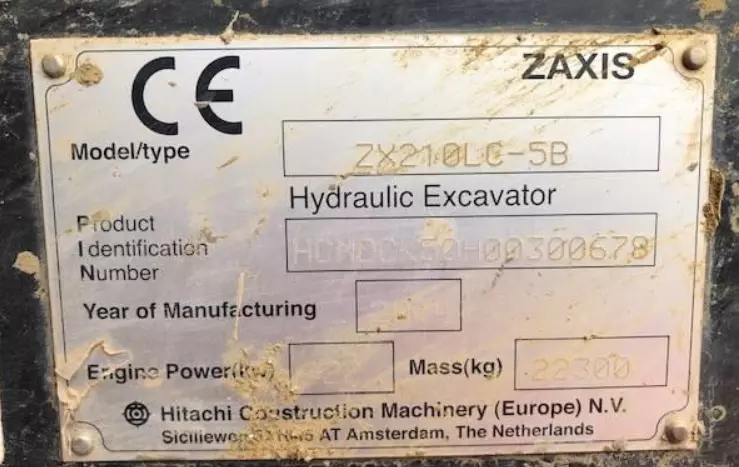 CE
ZAXIS
Model/type
ZX210LC-5B
Hydraulic Excavator
Product
Identification
Number
Year of Manufacturing
Engine Power(kw)
Mass(kg) 22300
Hitachi Construction Machinery (Europe) N.V.
AT Amsterdam, The Netherlands